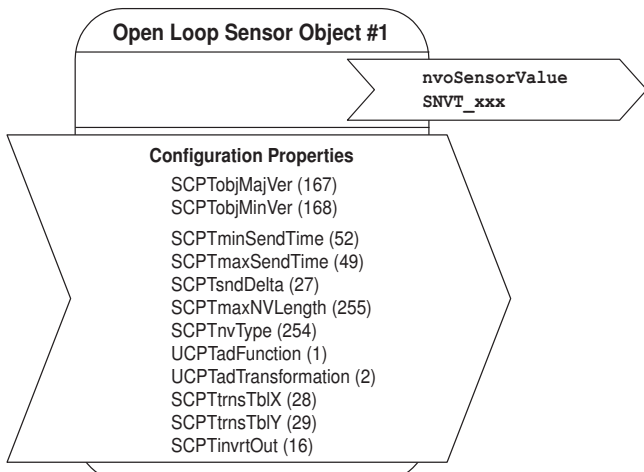 Open Loop Sensor Object #1
nvoSensorValue
SNVT_xxx
Configuration Properties
SCPTobjMajVer (167)
SCPTobjMinVer (168)
SCPTminSendTime (52)
SCPTmaxSendTime (49)
SCPTsndDelta (27)
SCPTmaxNVLength (255)
SCPTnvType (254)
UCPTadFunction (1)
UCPTadTransformation (2)
SCPTtrnsTblX (28)
SCPTtrnsTblY (29)
SCPTinvrtOut (16)